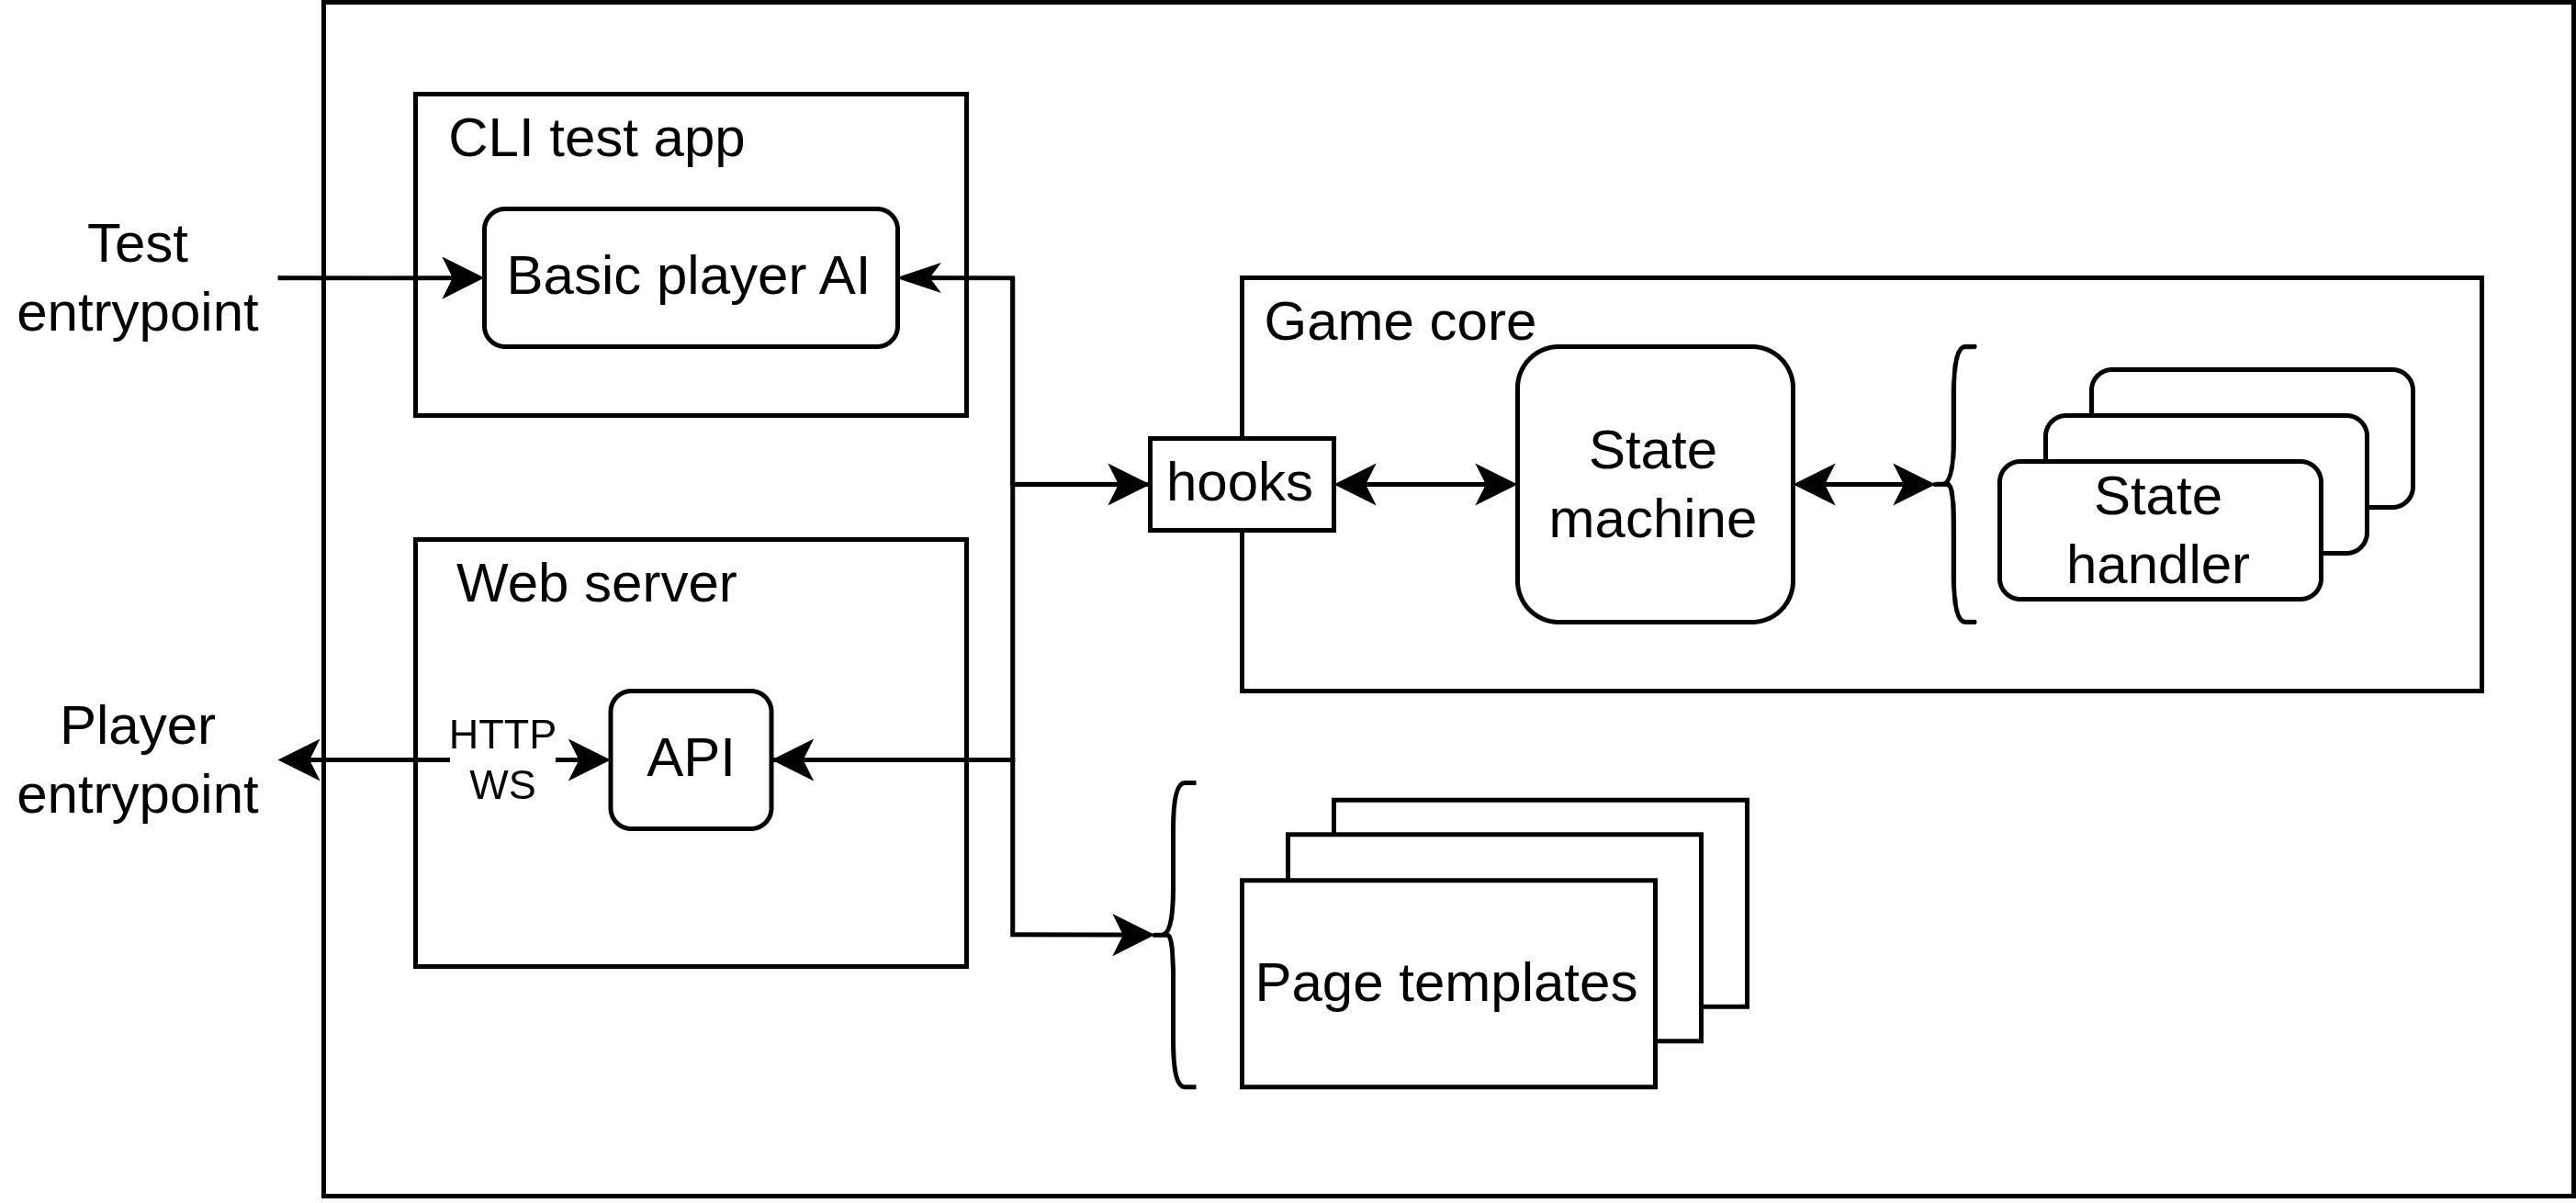 CLI test app
Test
entrypoint
Basic player AI
Game core
State
machine
hooks
State
handler
Web server
Player
entrypoint
HTTP
WS
API
Page templates